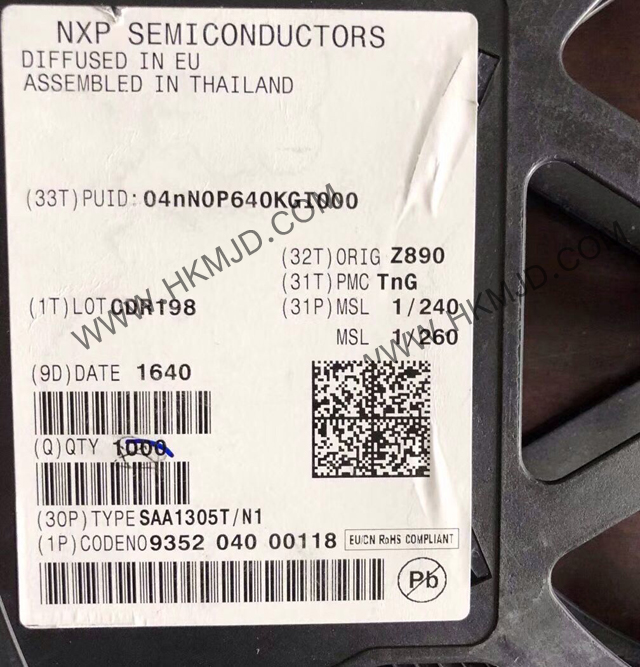 NXP SEMICONDUCTORS
DIFFUSED IN EU
ASSEMBLED IN THAILAND
(33T)PUID: 04nN0P640KGI000
(32T)ORIG Z890
(31T)PMC TnG
(1T)LOT CDR198 (31P)MSL 1/240
MSL 1/260
(9D)DATE 1640
(Q)QTY 1000
(30P)TYPE SAA1305T/N1
(1P)CODENO 9352 040 00118 EU/CN RoHS COMPLIANT
Pb
WWW.HKMJD.COM
WWW.HKMJD.COM